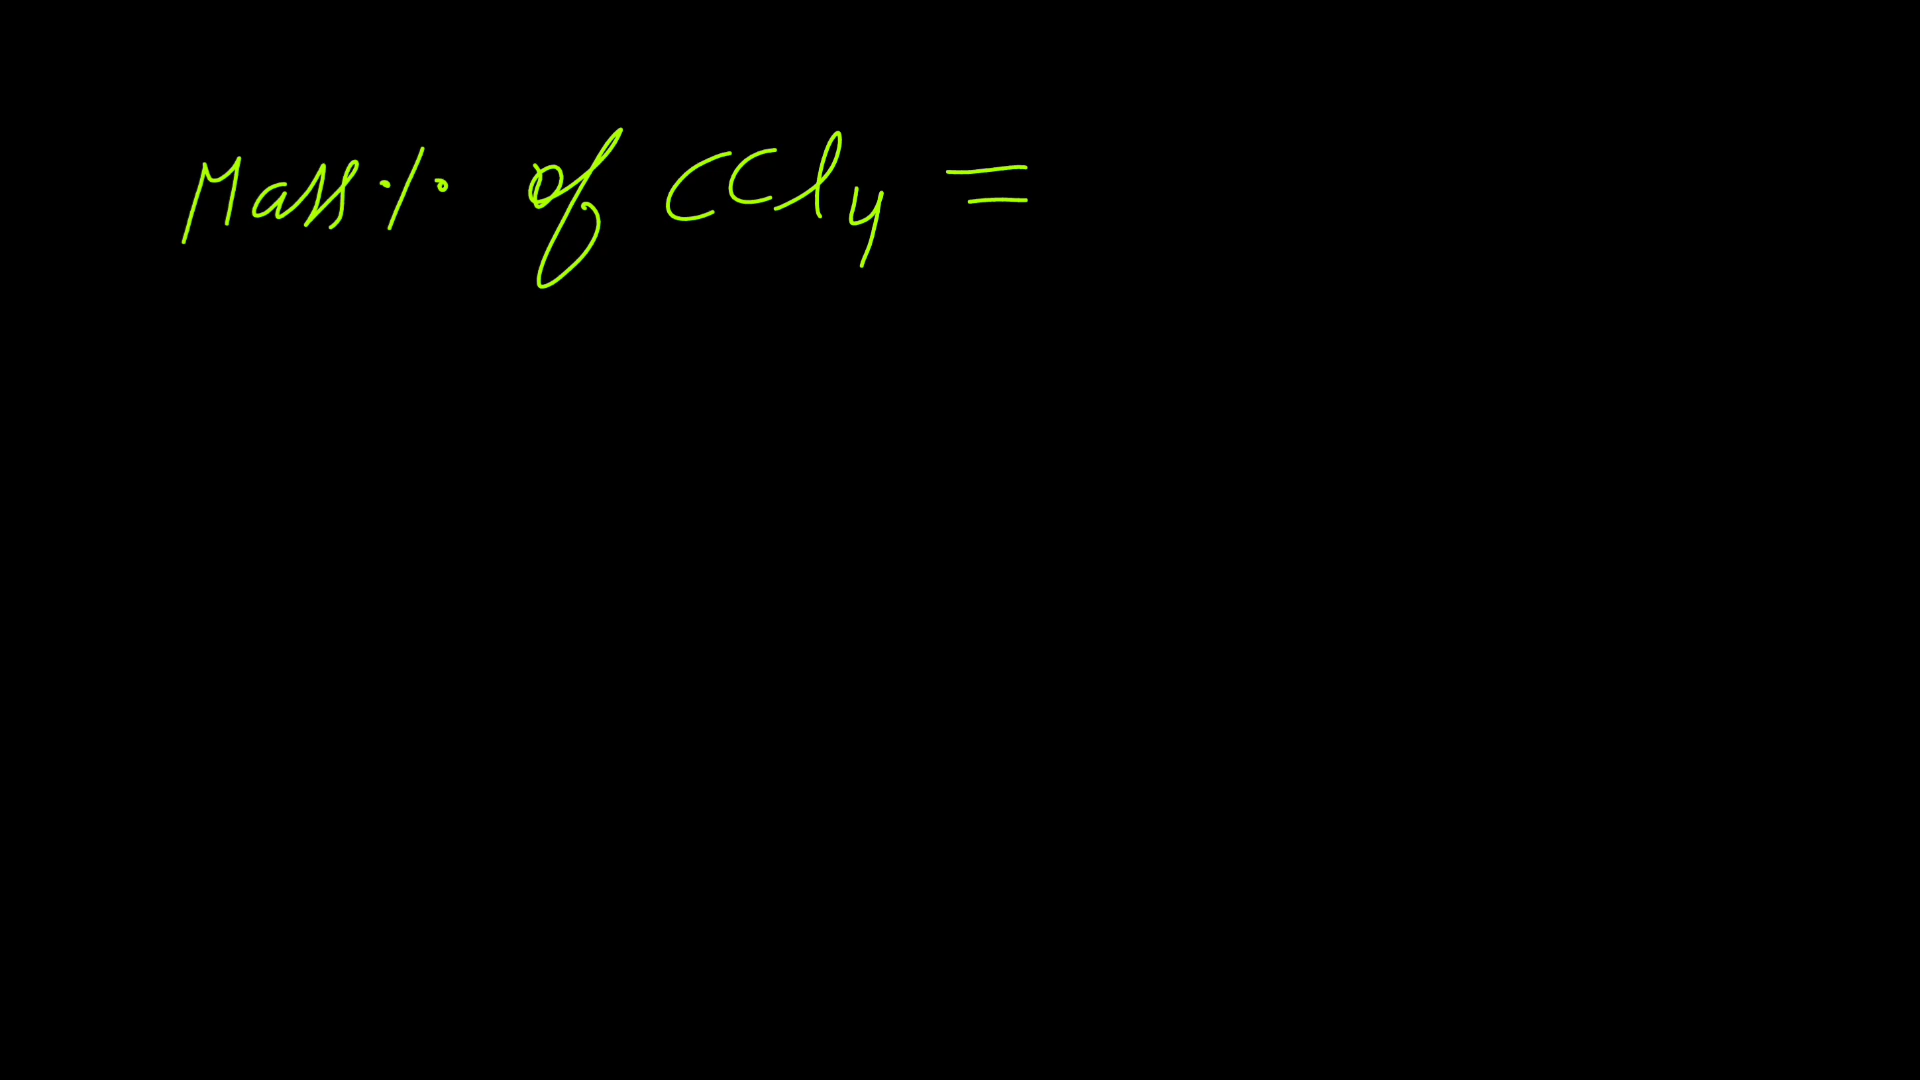 Mass % of CCl4 =